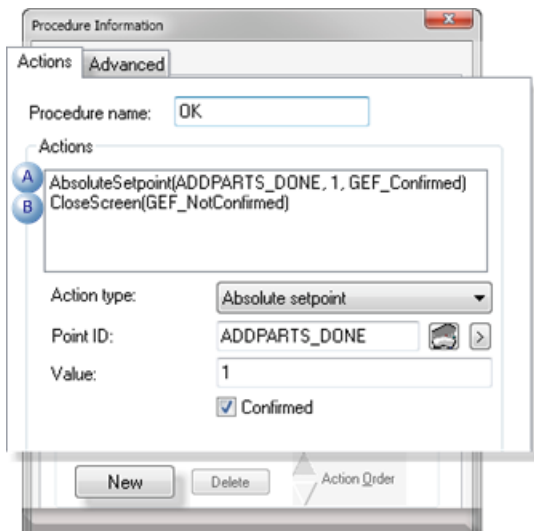 Procedure Information
Actions
Advanced
Procedure name: OK
Actions
A AbsoluteSetpoint(ADDPARTS_DONE, 1, GEF_Confirmed)
B CloseScreen(GEF_NotConfirmed)
Action type: Absolute setpoint
Point ID: ADDPARTS_DONE >
Value: 1
Confirmed
New Delete Action Order